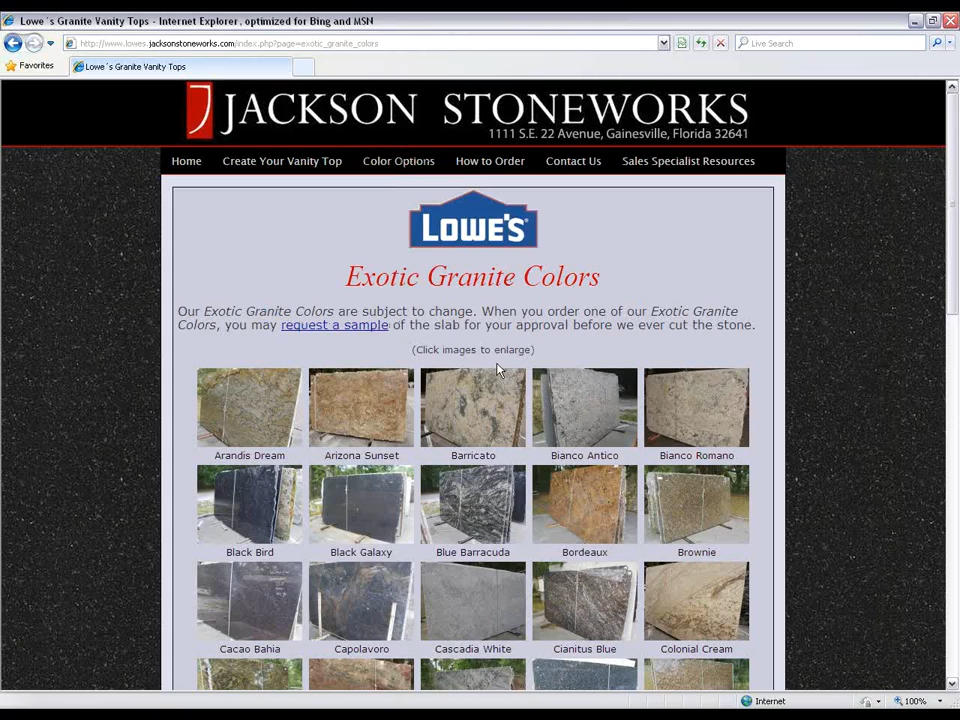 Lowe´s Granite Vanity Tops - Internet Explorer, optimized for Bing and MSN
http://www.lowes.jacksonstoneworks.com/index.php?page=exotic_granite_colors
Live Search
Favorites
Lowe´s Granite Vanity Tops
JACKSON STONEWORKS
1111 S.E. 22 Avenue, Gainesville, Florida 32641
Home Create Your Vanity Top Color Options How to Order Contact Us Sales Specialist Resources
LOWE'S
Exotic Granite Colors
Our Exotic Granite Colors are subject to change. When you order one of our Exotic Granite
Colors, you may request a sample of the slab for your approval before we ever cut the stone.
(Click images to enlarge)
Arandis Dream Arizona Sunset Barricato Bianco Antico Bianco Romano
Black Bird Black Galaxy Blue Barracuda Bordeaux Brownie
Cacao Bahia Capolavoro Cascadia White Cianitus Blue Colonial Cream
Internet 100%